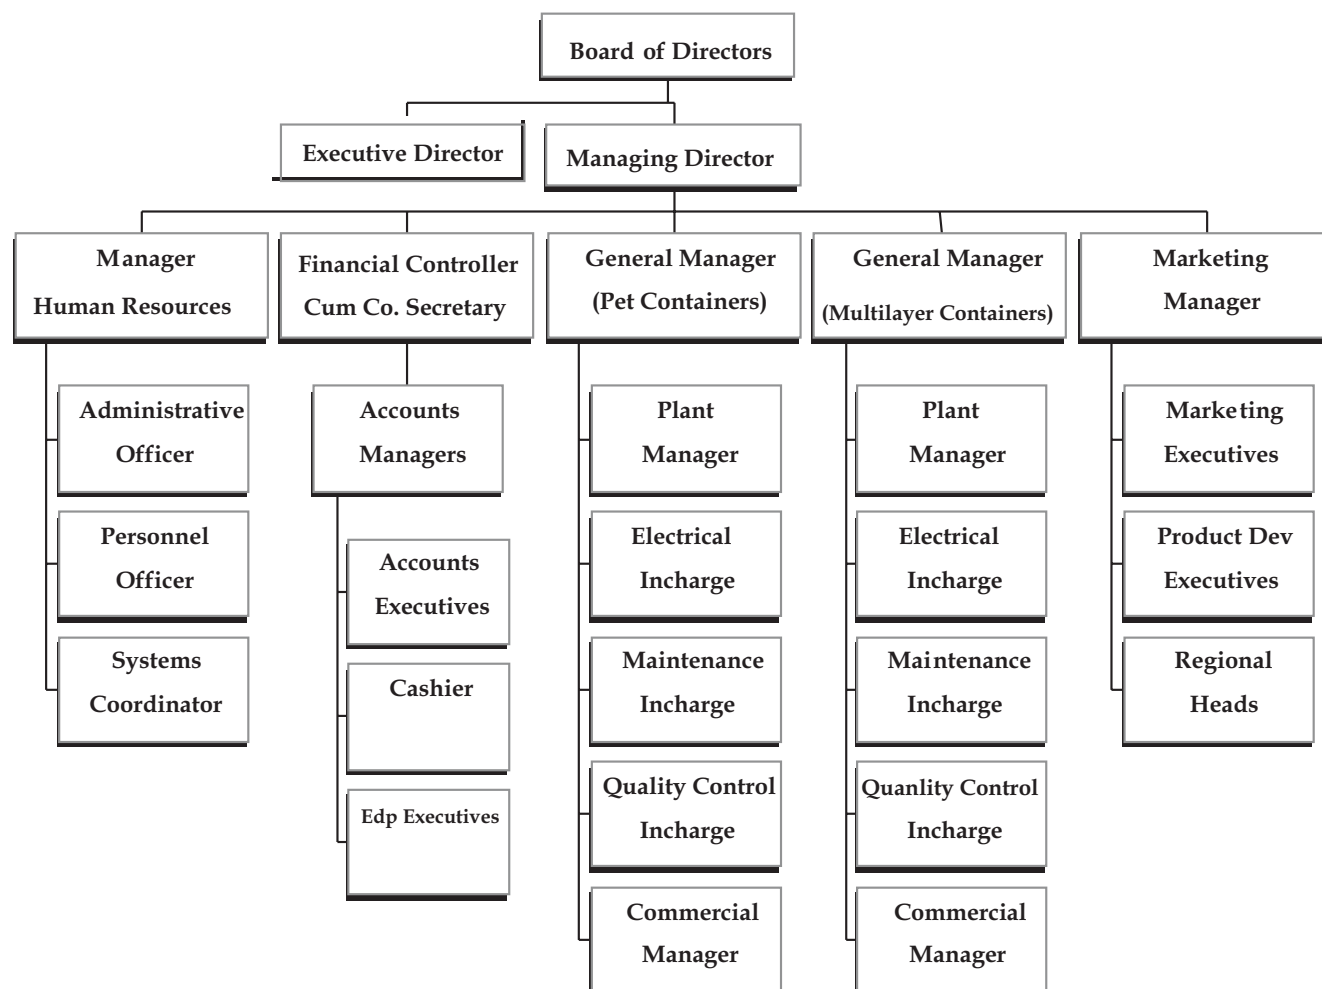 Board of Directors
Executive Director
Managing Director
Manager
Human Resources
Financial Controller
Cum Co. Secretary
General Manager
(Pet Containers)
General Manager
(Multilayer Containers)
Marketing
Manager
Administrative
Officer
Personnel
Officer
Systems
Coordinator
Accounts
Managers
Accounts
Executives
Cashier
Edp Executives
Plant
Manager
Electrical
Incharge
Maintenance
Incharge
Quality Control
Incharge
Commercial
Manager
Plant
Manager
Electrical
Incharge
Maintenance
Incharge
Quanlity Control
Incharge
Commercial
Manager
Marketing
Executives
Product Dev
Executives
Regional
Heads